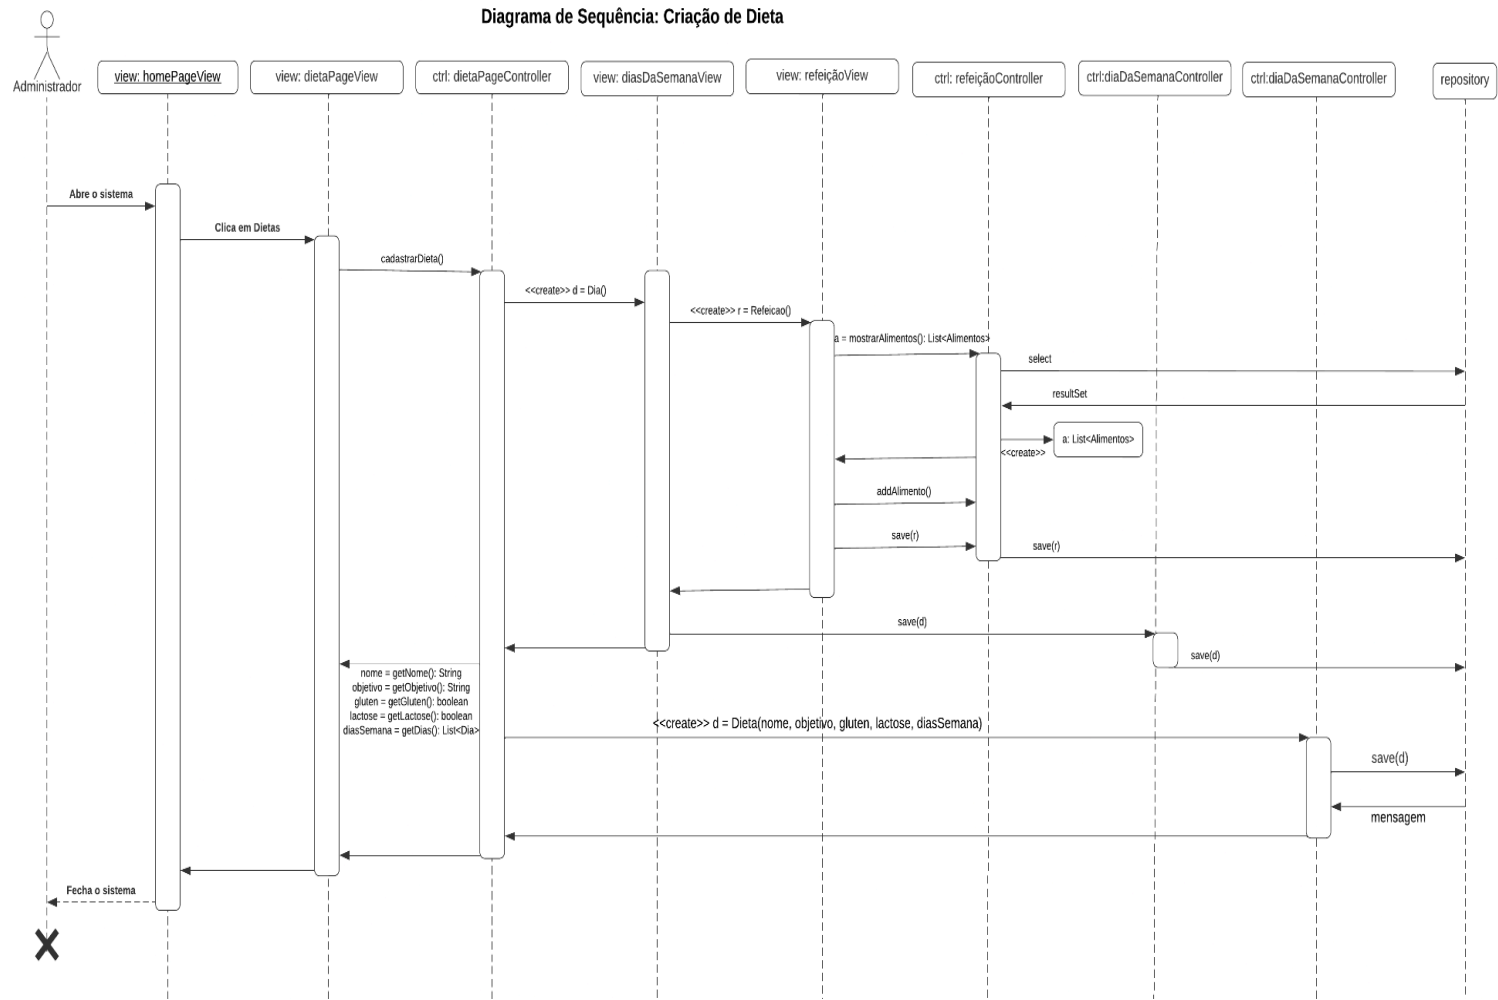 Diagrama de Sequência: Criação de Dieta
Administrador
view: homePageView
view: dietaPageView
ctrl: dietaPageController
view: diasDaSemanaView
view: refeiçãoView
ctrl: refeiçãoController
ctrl:diaDaSemanaController
ctrl:diaDaSemanaController
repository
Abre o sistema
Clica em Dietas
cadastrarDieta()
<<create>> d = Dia()
<<create>> r = Refeicao()
a = mostrarAlimentos(): List<Alimentos>
select
resultSet
a: List<Alimentos>
<<create>>
addAlimento()
save(r)
save(r)
save(d)
save(d)
nome = getNome(): String
objetivo = getObjetivo(): String
gluten = getGluten(): boolean
lactose = getLactose(): boolean
diasSemana = getDias(): List<Dia>
<<create>> d = Dieta(nome, objetivo, gluten, lactose, diasSemana)
save(d)
mensagem
Fecha o sistema